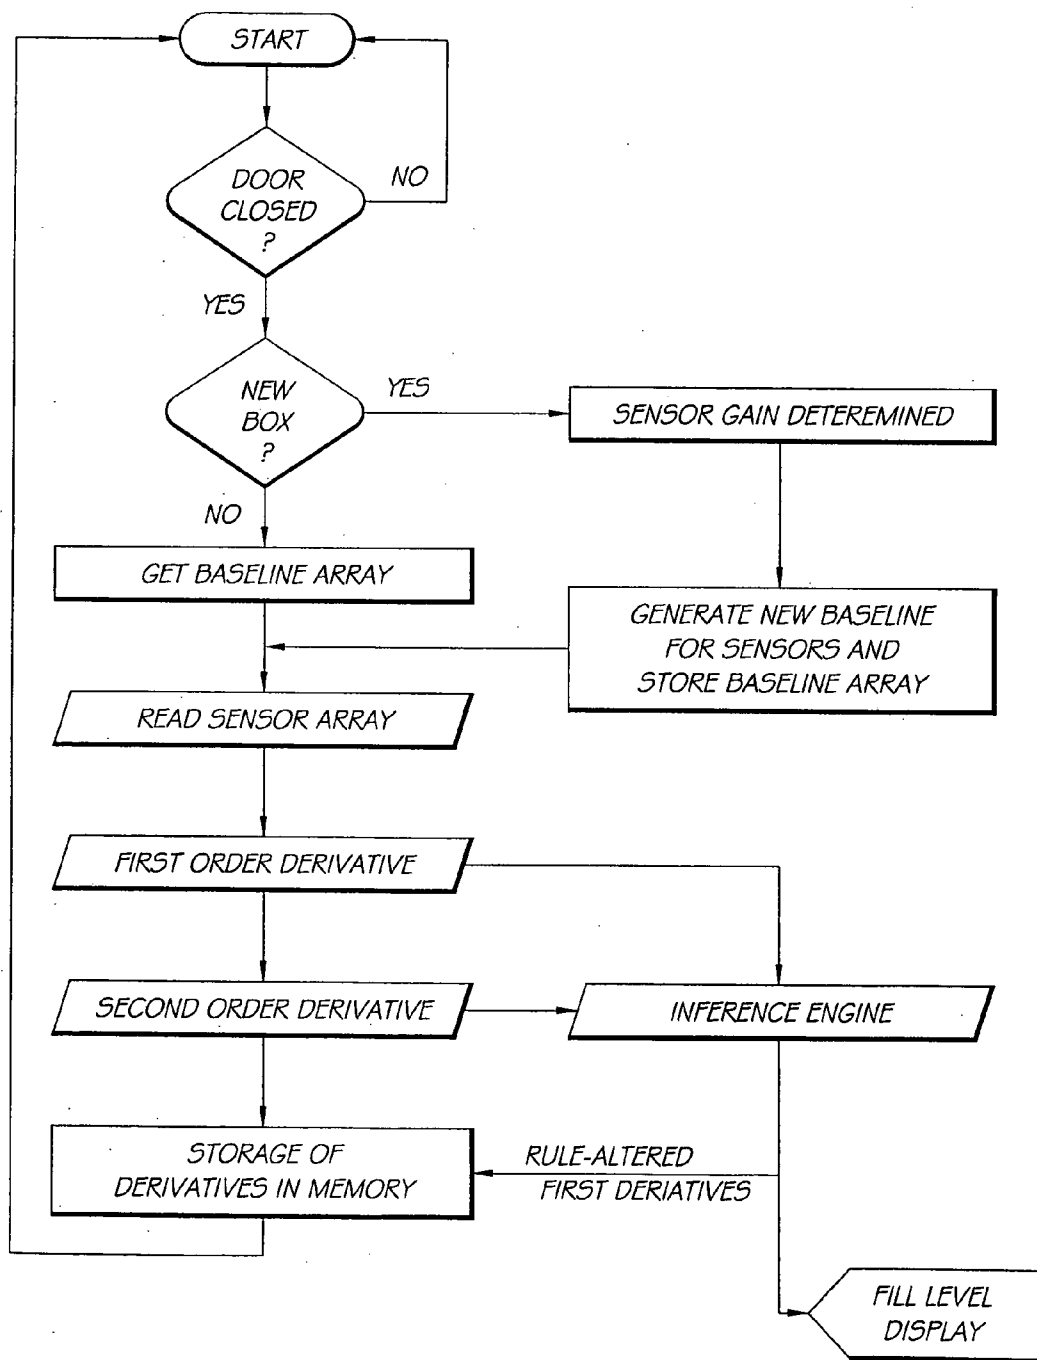 START
DOOR
CLOSED
?
NO
YES
NEW
BOX
?
YES
SENSOR GAIN DETEREMINED
NO
GET BASELINE ARRAY
GENERATE NEW BASELINE
FOR SENSORS AND
STORE BASELINE ARRAY
READ SENSOR ARRAY
FIRST ORDER DERIVATIVE
SECOND ORDER DERIVATIVE
INFERENCE ENGINE
STORAGE OF
DERIVATIVES IN MEMORY
RULE-ALTERED
FIRST DERIATIVES
FILL LEVEL
DISPLAY